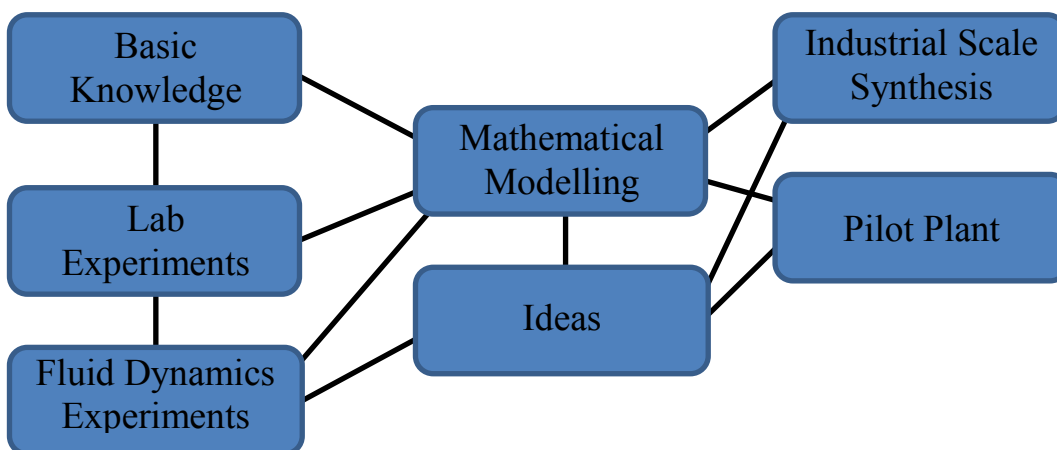 Basic
Knowledge
Lab
Experiments
Fluid Dynamics
Experiments
Mathematical
Modelling
Ideas
Industrial Scale
Synthesis
Pilot Plant